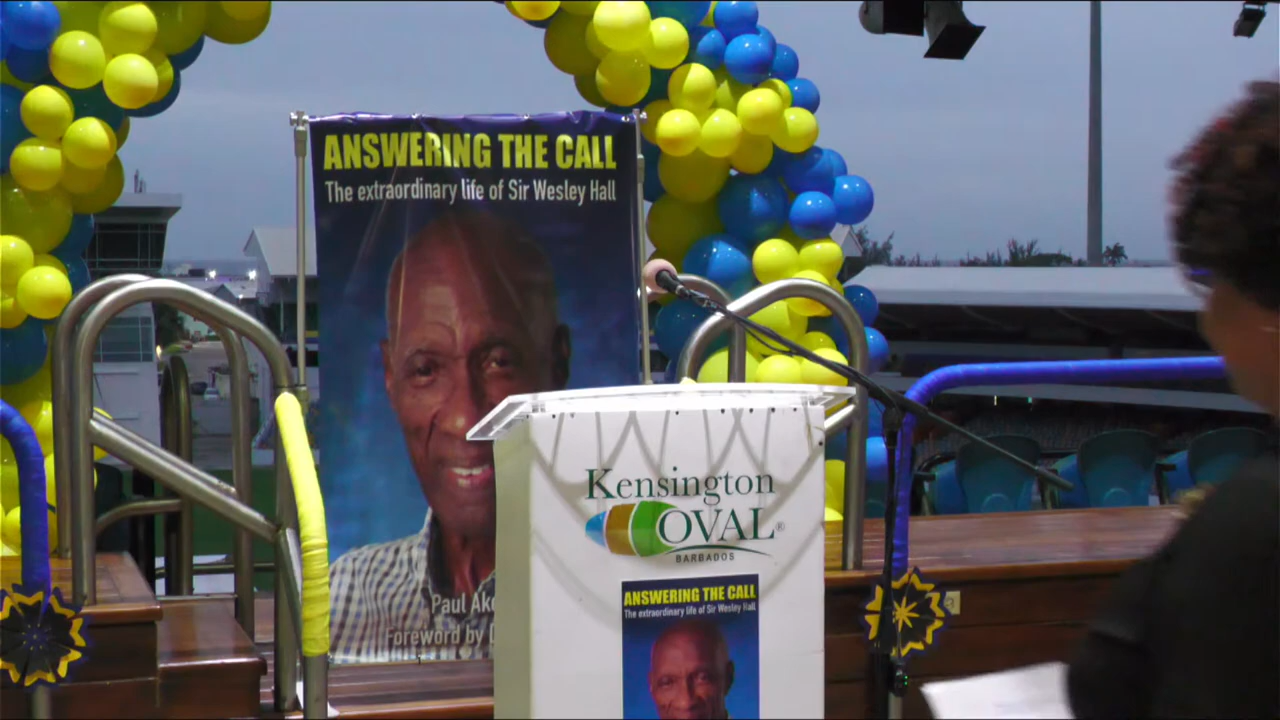 ANSWERING THE CALL
The extraordinary life of Sir Wesley Hall
Paul
Foreword by
Kensington
OVAL®
BARBADOS
ANSWERING THE CALL
The extraordinary life of Sir Wesley Hall